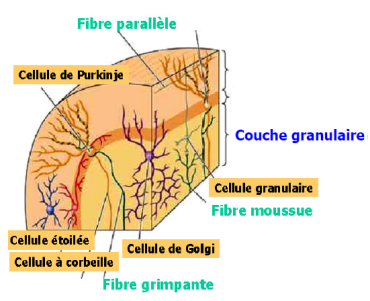 Fibre parallèle
Cellule de Purkinje
Couche granulaire
Cellule granulaire
Fibre moussue
Cellule étoilée
Cellule de Golgi
Cellule à corbeille
Fibre grimpante